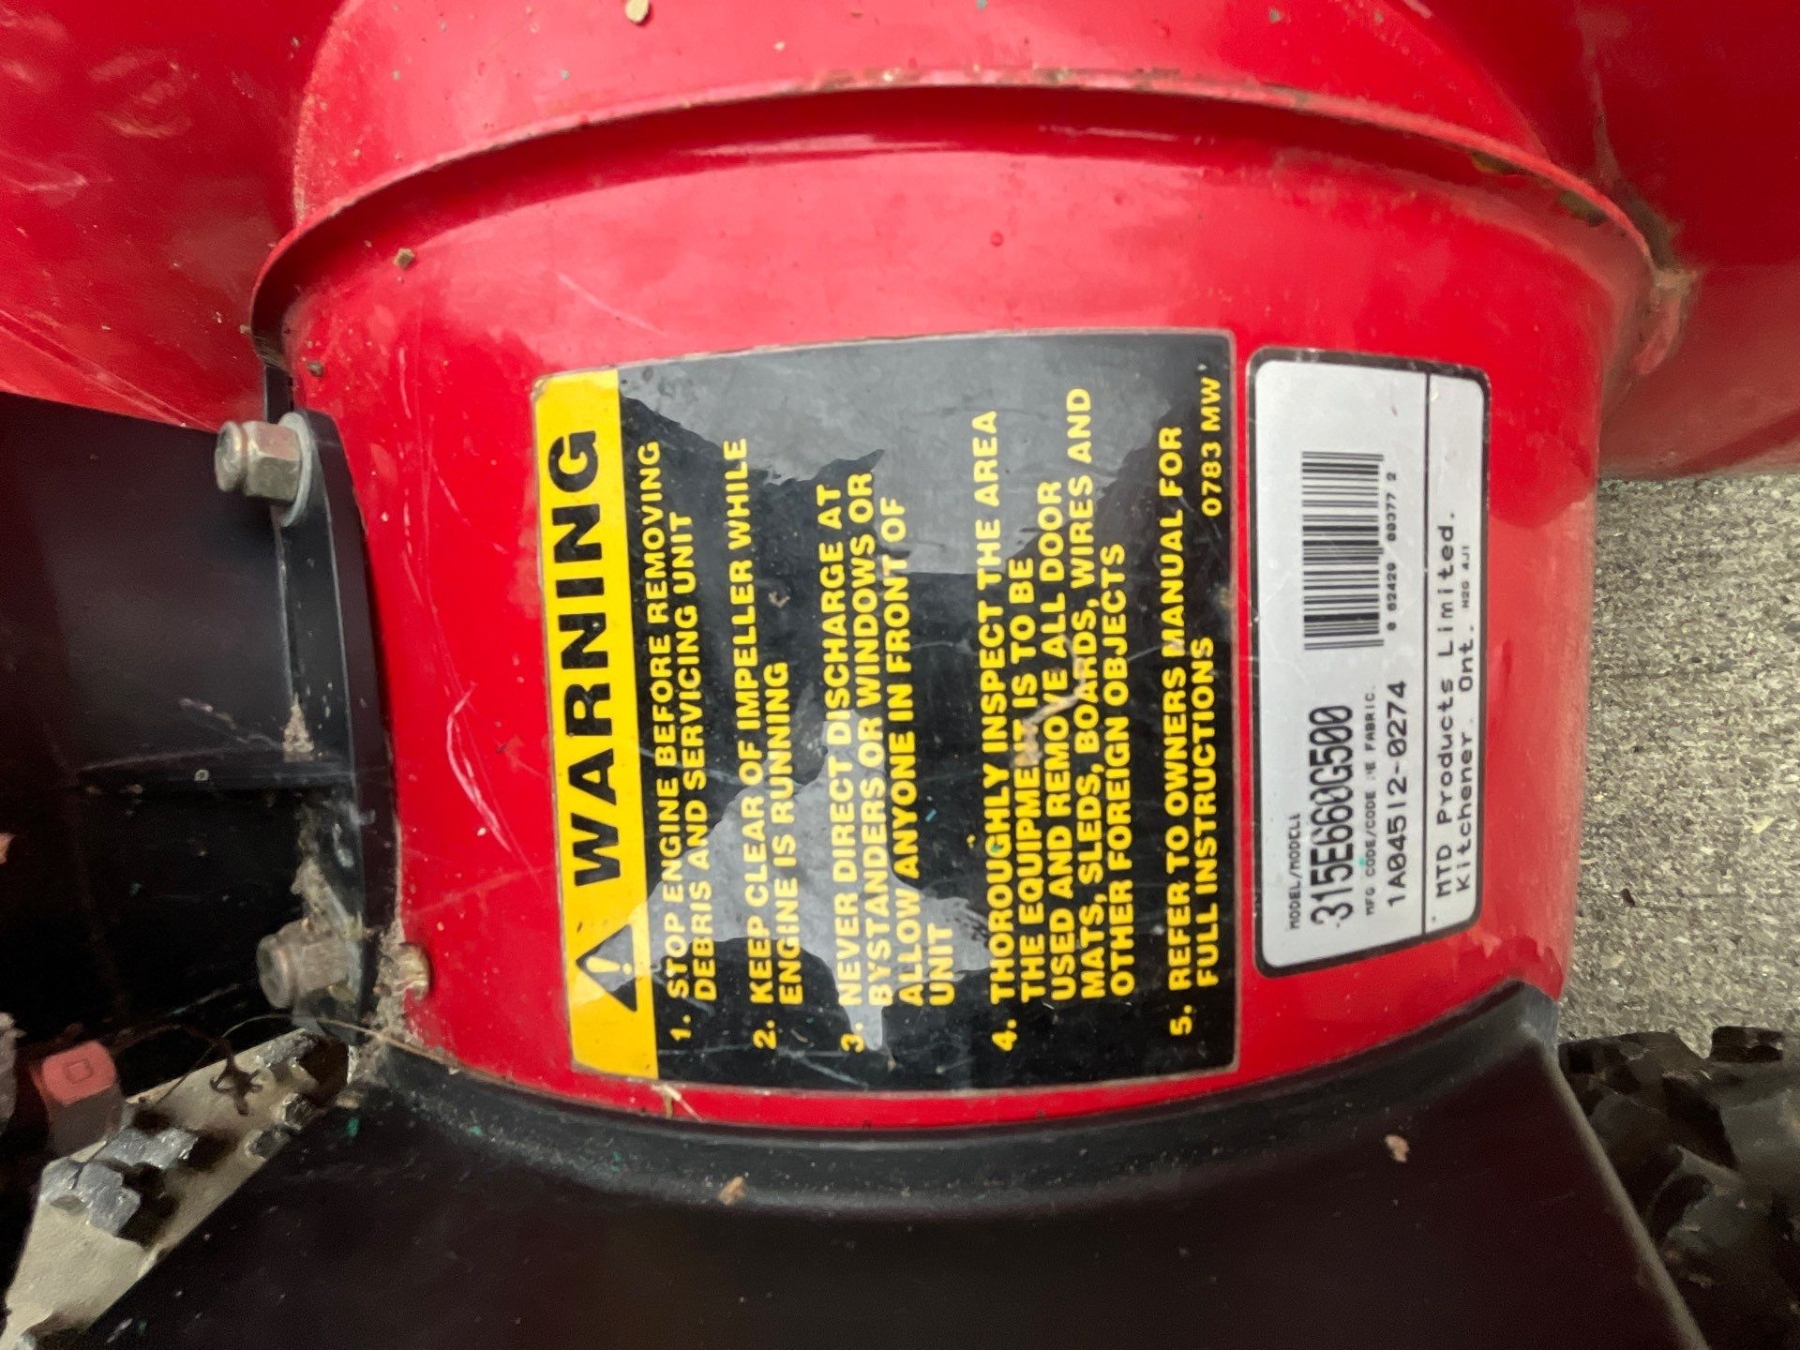 WARNING
1. STOP ENGINE BEFORE REMOVING
DEBRIS AND SERVICING UNIT
2. KEEP CLEAR OF IMPELLER WHILE
ENGINE IS RUNNING
3. NEVER DIRECT DISCHARGE AT
BYSTANDERS OR WINDOWS OR
ALLOW ANYONE IN FRONT OF
UNIT
4. THOROUGHLY INSPECT THE AREA
THE EQUIPMENT IS TO BE
USED AND REMOVE ALL DOOR
MATS, SLEDS, BOARDS, WIRES AND
OTHER FOREIGN OBJECTS
5. REFER TO OWNERS MANUAL FOR
FULL INSTRUCTIONS
0783 MW
MODEL/MODELE
315E660G500
MFG CODE/CODE DE FABRIC.
1A04512-0274
0 62420 00377 2
MTD Products Limited.
Kitchener. Ont.